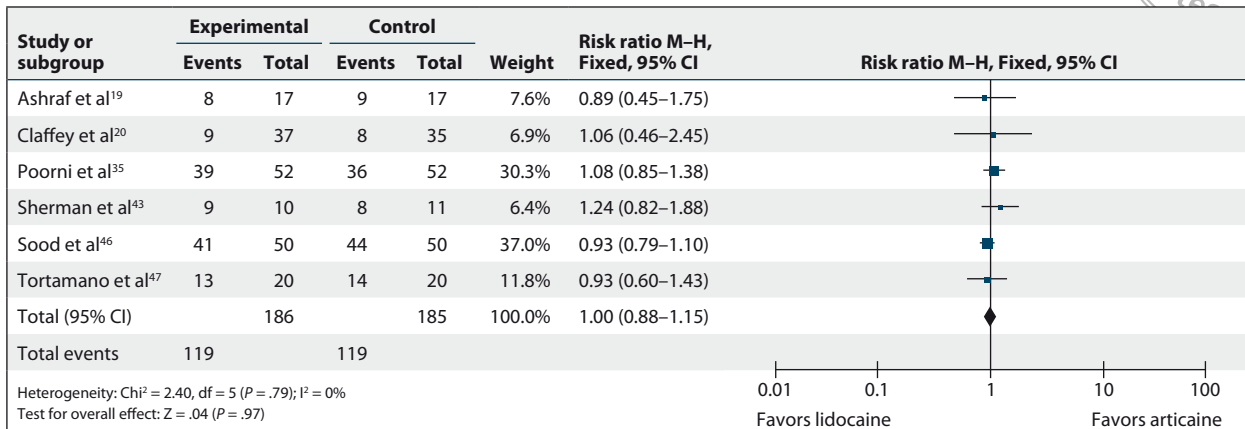 Study or subgroup Experimental Control Weight Risk ratio M–H, Fixed, 95% CI Risk ratio M–H, Fixed, 95% CI
Events Total Events Total
Ashraf et al19 8 17 9 17 7.6% 0.89 (0.45–1.75)
Claffey et al20 9 37 8 35 6.9% 1.06 (0.46–2.45)
Poorni et al35 39 52 36 52 30.3% 1.08 (0.85–1.38)
Sherman et al43 9 10 8 11 6.4% 1.24 (0.82–1.88)
Sood et al46 41 50 44 50 37.0% 0.93 (0.79–1.10)
Tortamano et al47 13 20 14 20 11.8% 0.93 (0.60–1.43)
Total (95% CI) 186 185 100.0% 1.00 (0.88–1.15)
Total events 119 119
Heterogeneity: Chi² = 2.40, df = 5 (P = .79); I² = 0%
Test for overall effect: Z = .04 (P = .97)
0.01 0.1 1 10 100
Favors lidocaine Favors articaine